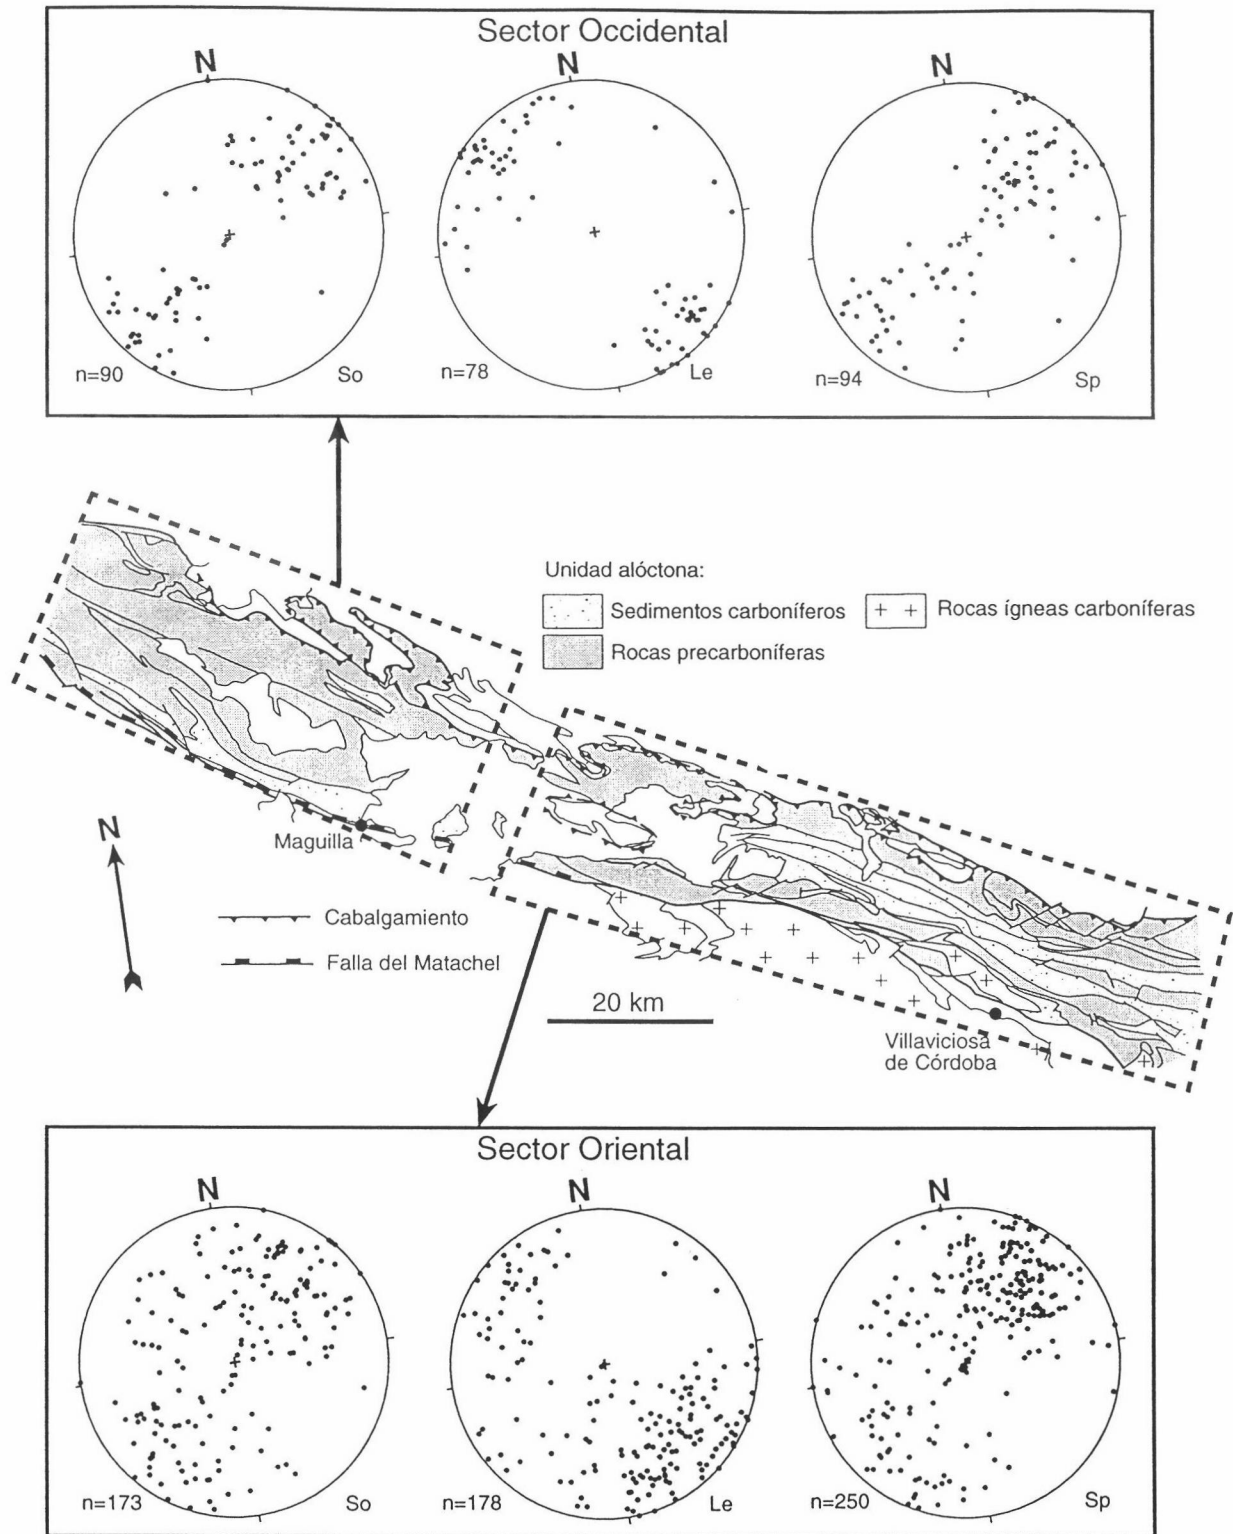 Sector Occidental
N
N
N
n=90
So
n=78
Le
n=94
Sp
Unidad alóctona:
Sedimentos carboníferos
Rocas ígneas carboníferas
Rocas precarboníferas
Maguilla
N
Cabalgamiento
Falla del Matachel
20 km
Villaviciosa
de Córdoba
Sector Oriental
N
N
N
n=173
So
n=178
Le
n=250
Sp